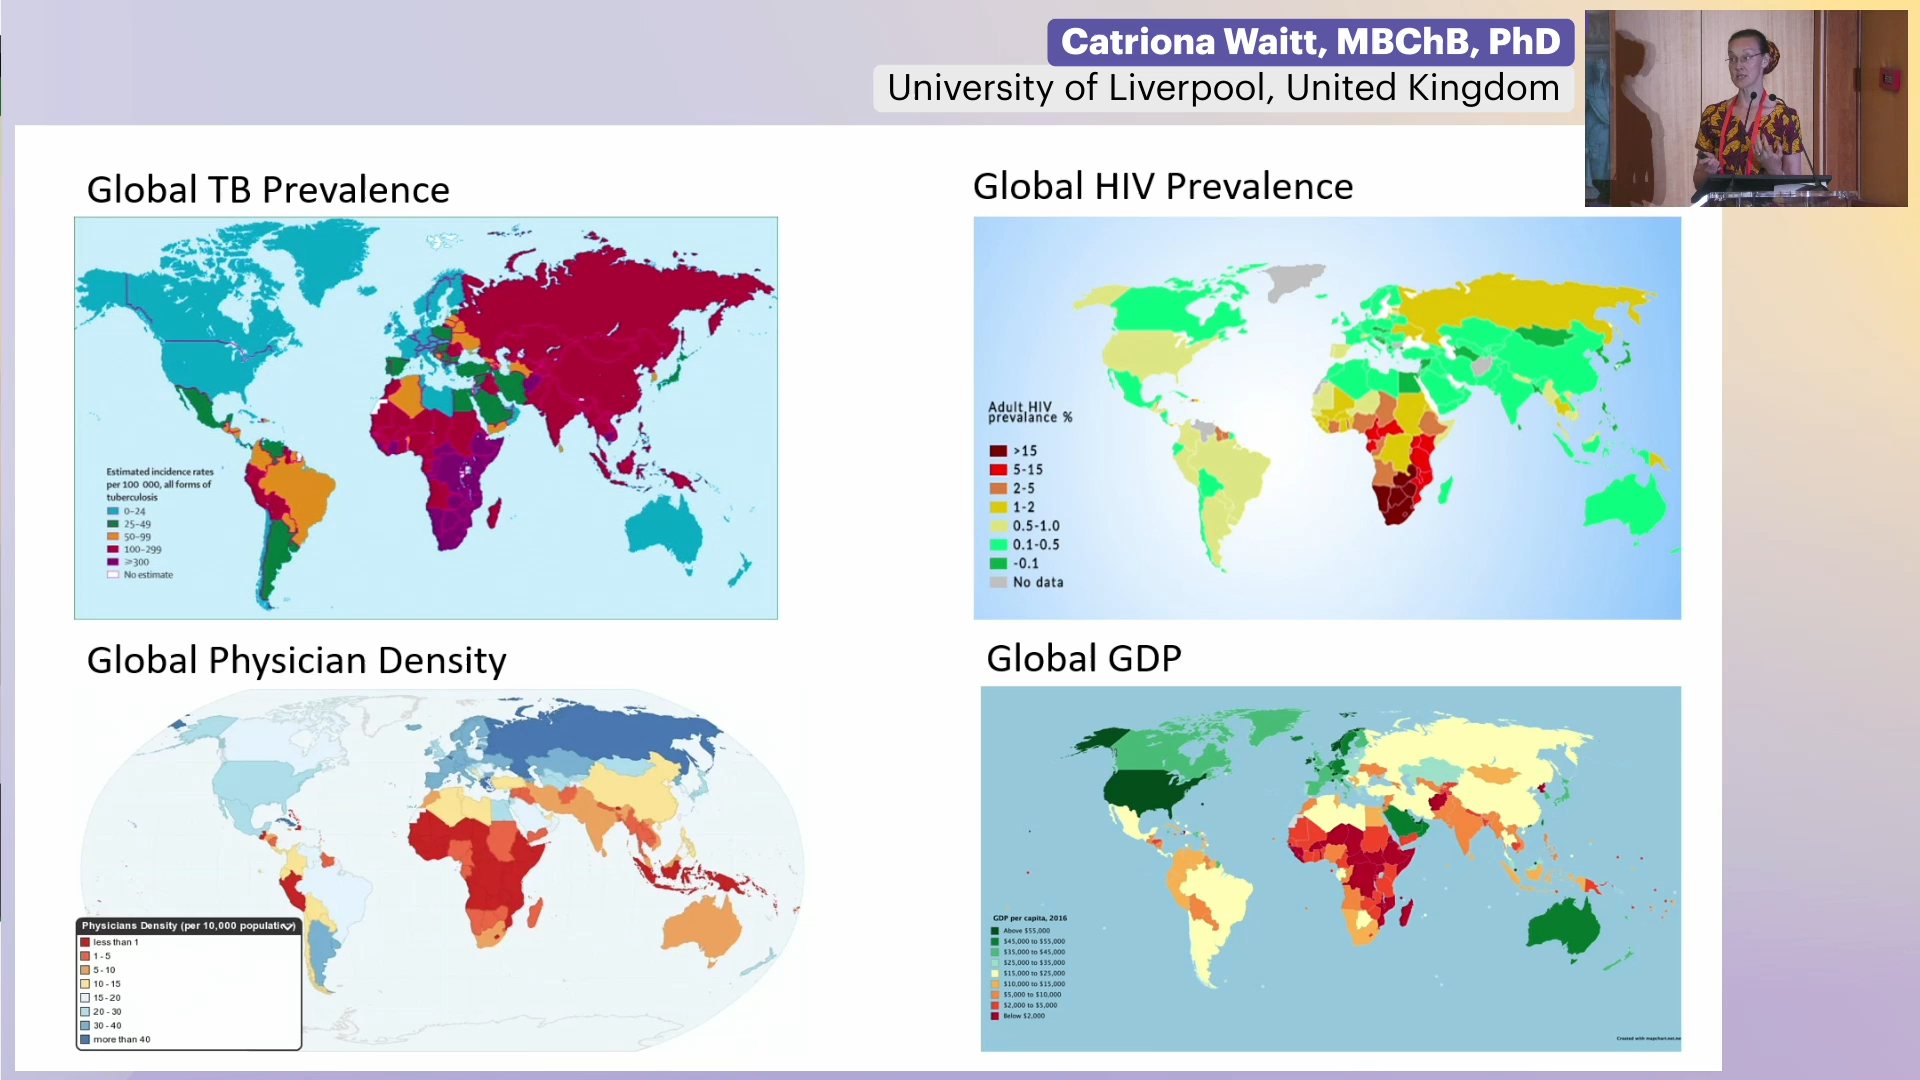 Catriona Waitt, MBChB, PhD
University of Liverpool, United Kingdom
Global TB Prevalence
Estimated incidence rates
per 100 000, all forms of
tuberculosis
0–24
25–49
50–99
100–299
≥300
No estimate
Global HIV Prevalence
Adult HIV
prevalance %
>15
5-15
2-5
1-2
0.5-1.0
0.1-0.5
-0.1
No data
Global Physician Density
Physicians Density (per 10,000 population)
less than 1
1 - 5
5 - 10
10 - 15
15 - 20
20 - 30
30 - 40
more than 40
Global GDP
GDP per capita, 2016
Above $55,000
$45,000 to $55,000
$35,000 to $45,000
$25,000 to $35,000
$15,000 to $25,000
$10,000 to $15,000
$5,000 to $10,000
$2,000 to $5,000
Below $2,000
Created with mapchart.net